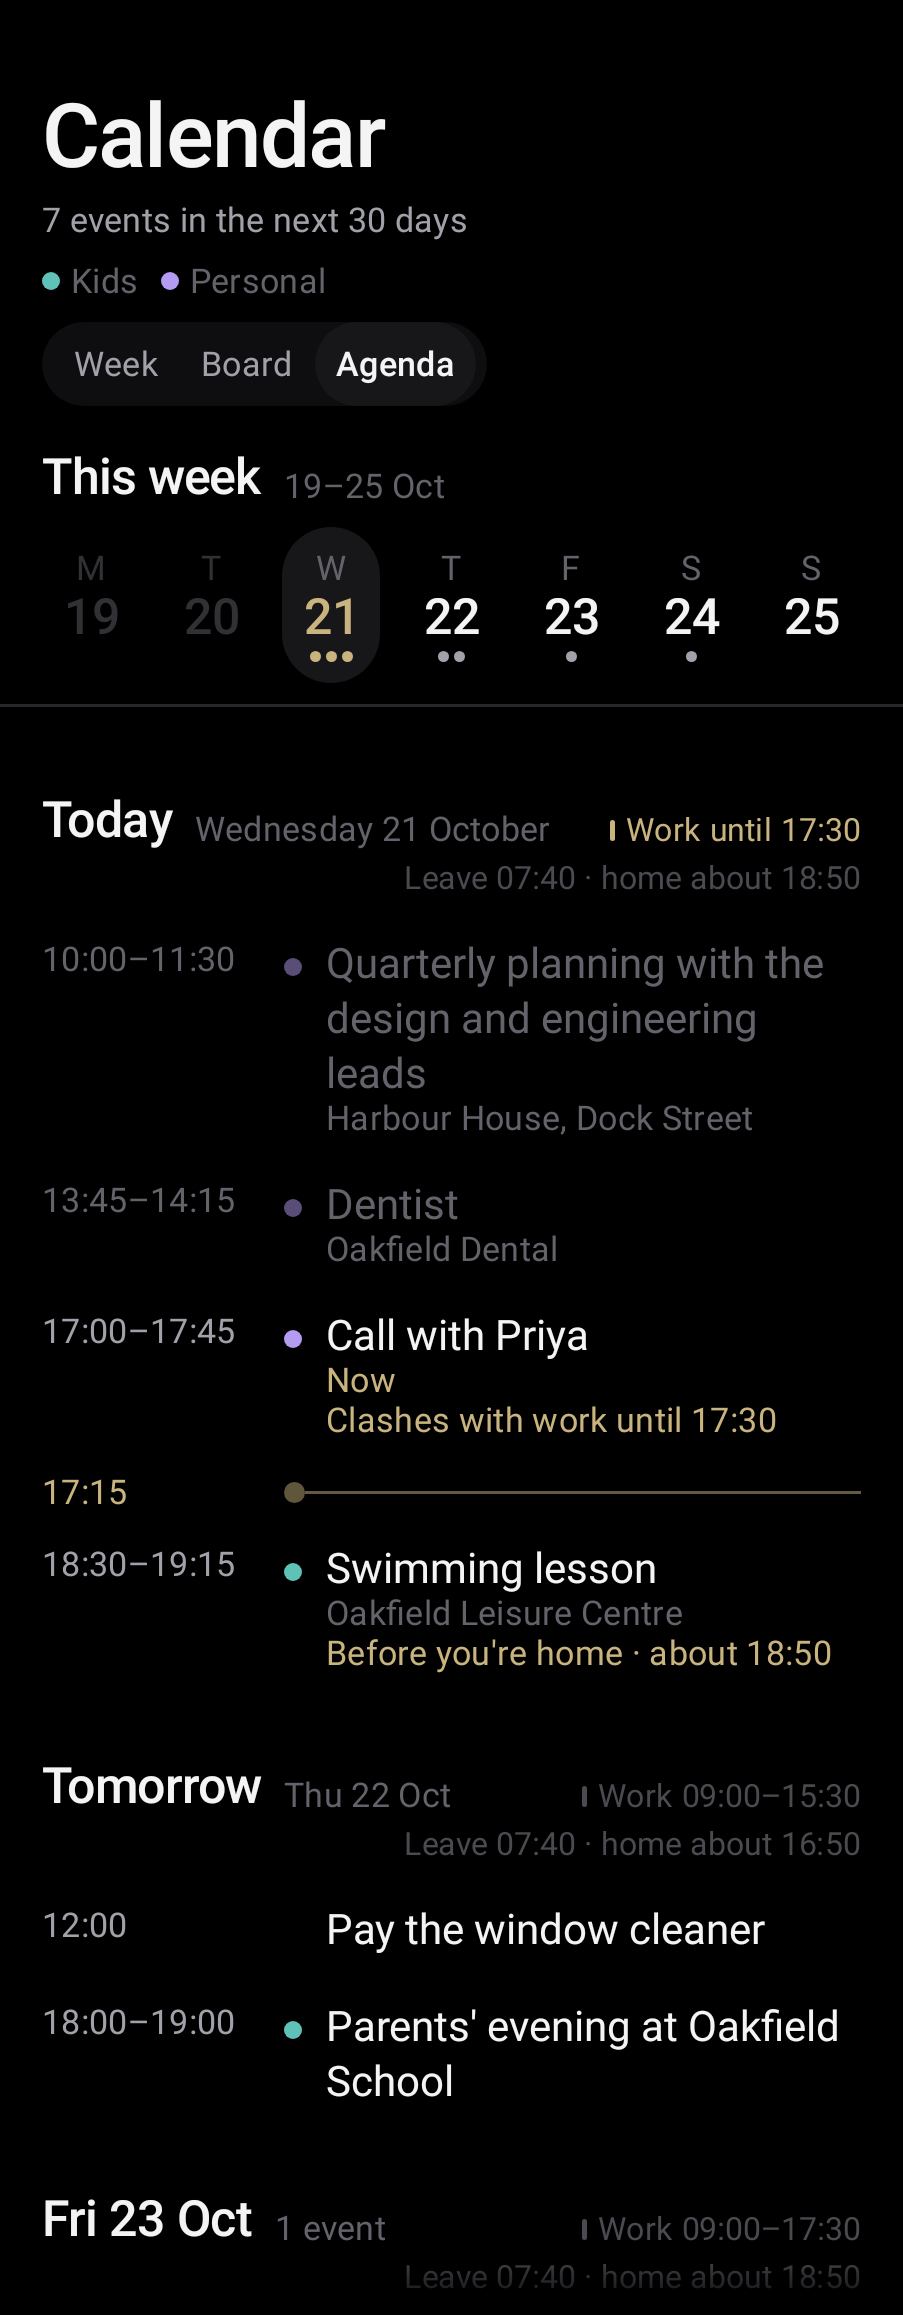 Calendar
7 events in the next 30 days
Kids Personal
Week Board Agenda
This week 19–25 Oct
M T W T F S S
19 20 21 22 23 24 25
Today Wednesday 21 October Work until 17:30
Leave 07:40 · home about 18:50
10:00–11:30 Quarterly planning with the
design and engineering
leads
Harbour House, Dock Street
13:45–14:15 Dentist
Oakfield Dental
17:00–17:45 Call with Priya
Now
Clashes with work until 17:30
17:15
18:30–19:15 Swimming lesson
Oakfield Leisure Centre
Before you're home · about 18:50
Tomorrow Thu 22 Oct Work 09:00–15:30
Leave 07:40 · home about 16:50
12:00 Pay the window cleaner
18:00–19:00 Parents' evening at Oakfield
School
Fri 23 Oct 1 event Work 09:00–17:30
Leave 07:40 · home about 18:50